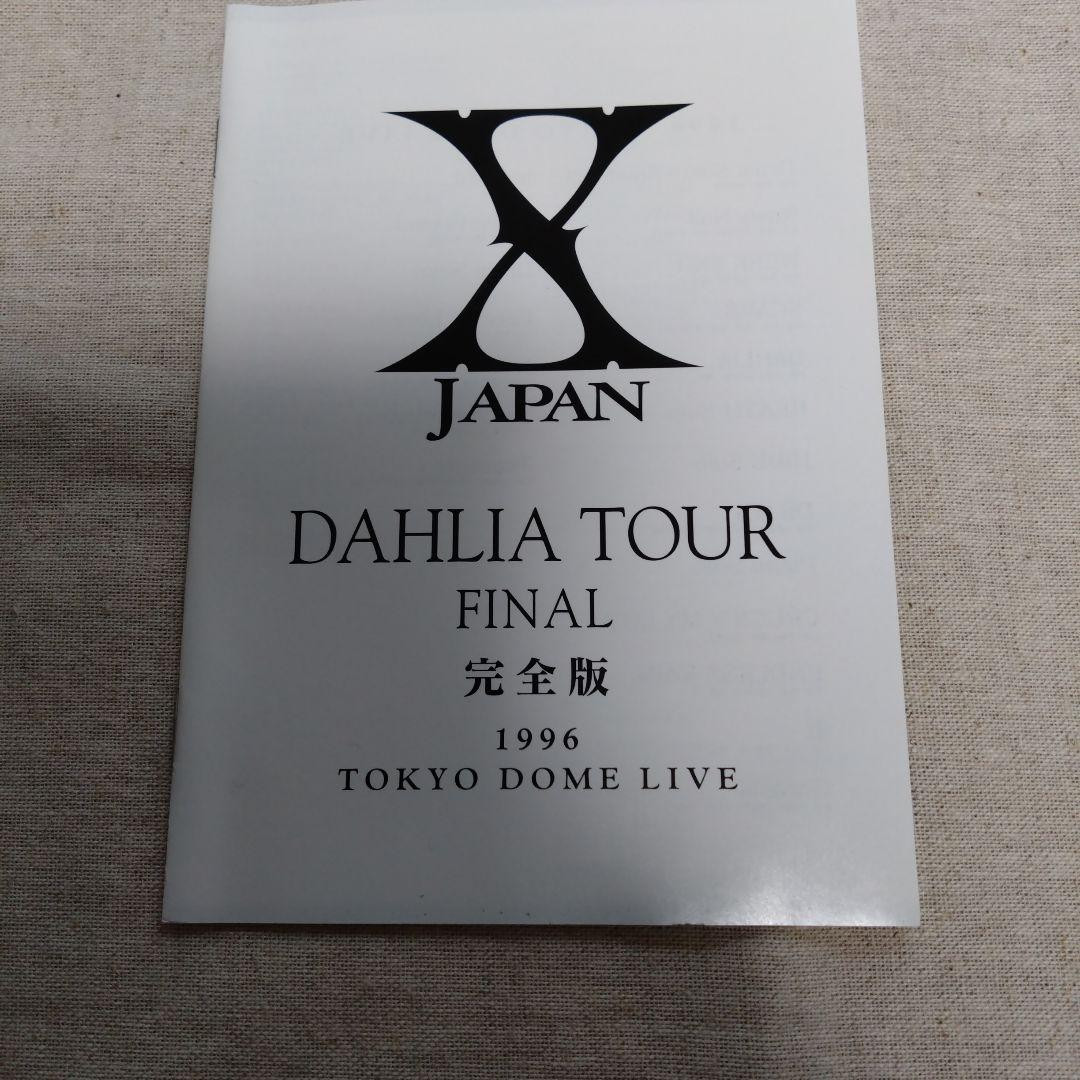 X
JAPAN
DAHLIA TOUR
FINAL
完全版
1996
TOKYO DOME LIVE